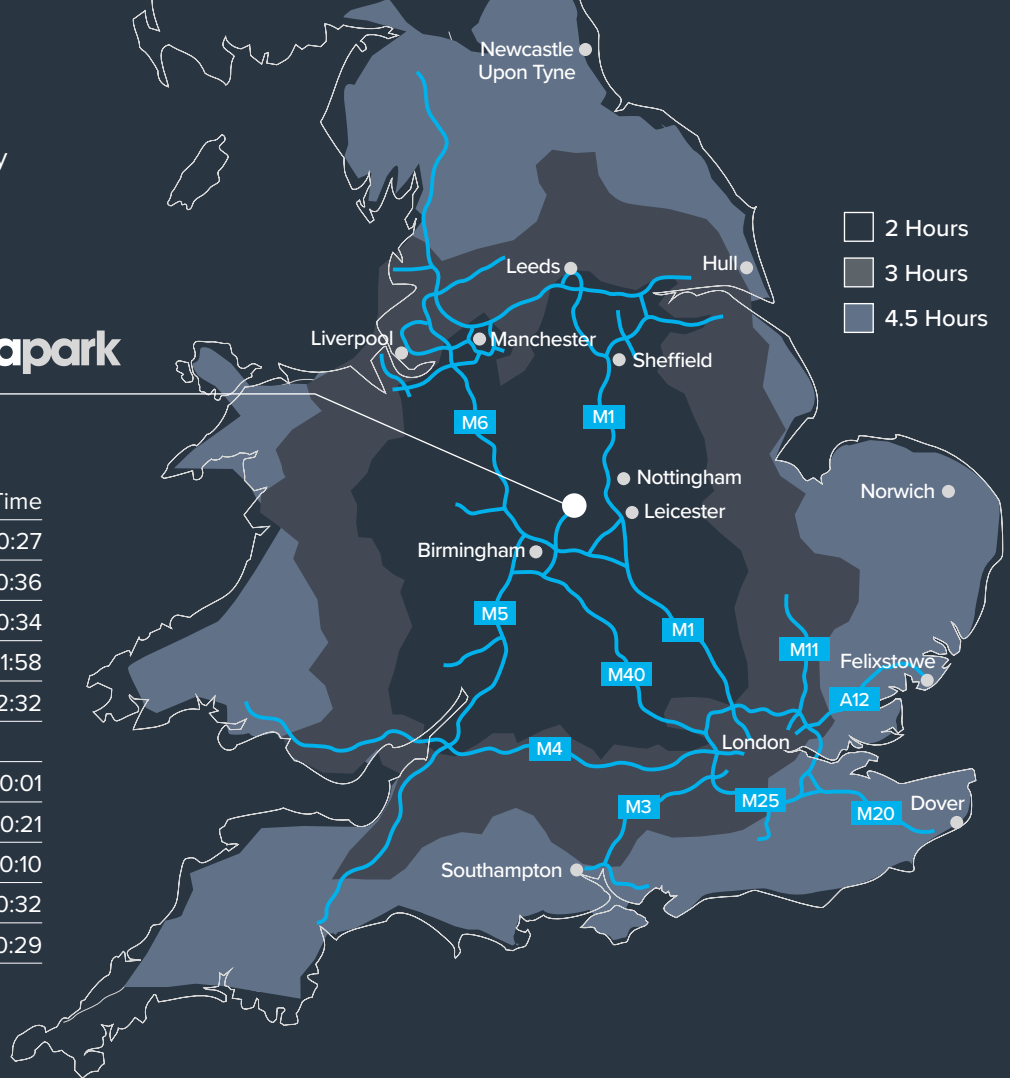 Newcastle
Upon Tyne
y
2 Hours
Leeds
Hull
3 Hours
4.5 Hours
Liverpool
Manchester
apark
Sheffield
M6
M1
Nottingham
Time
Norwich
Leicester
0:27
Birmingham
0:36
M5
0:34
M1
M11
1:58
Felixstowe
M40
2:32
A12
London
M4
0:01
M25
M3
Dover
M20
0:21
0:10
Southampton
0:32
0:29